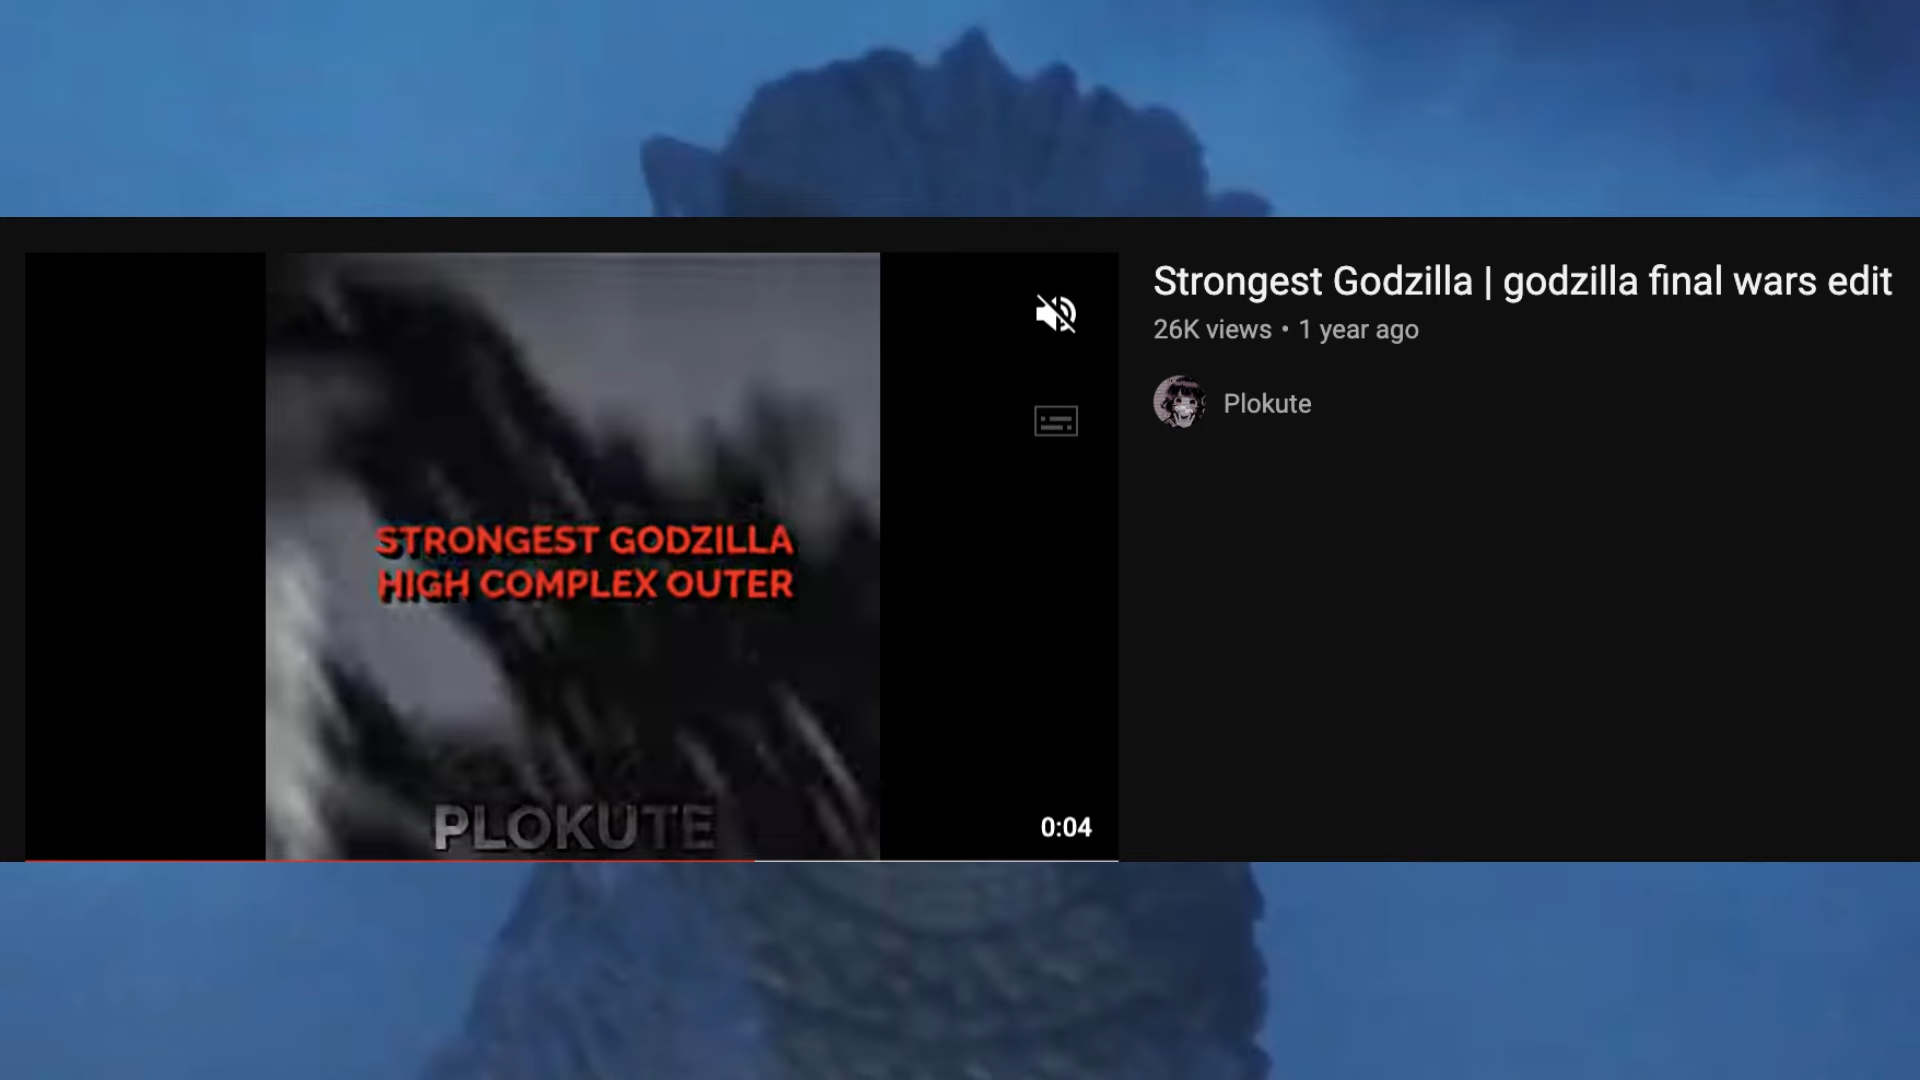 Strongest Godzilla | godzilla final wars edit
26K views • 1 year ago
Plokute
STRONGEST GODZILLA
HIGH COMPLEX OUTER
PLOKUTE
0:04